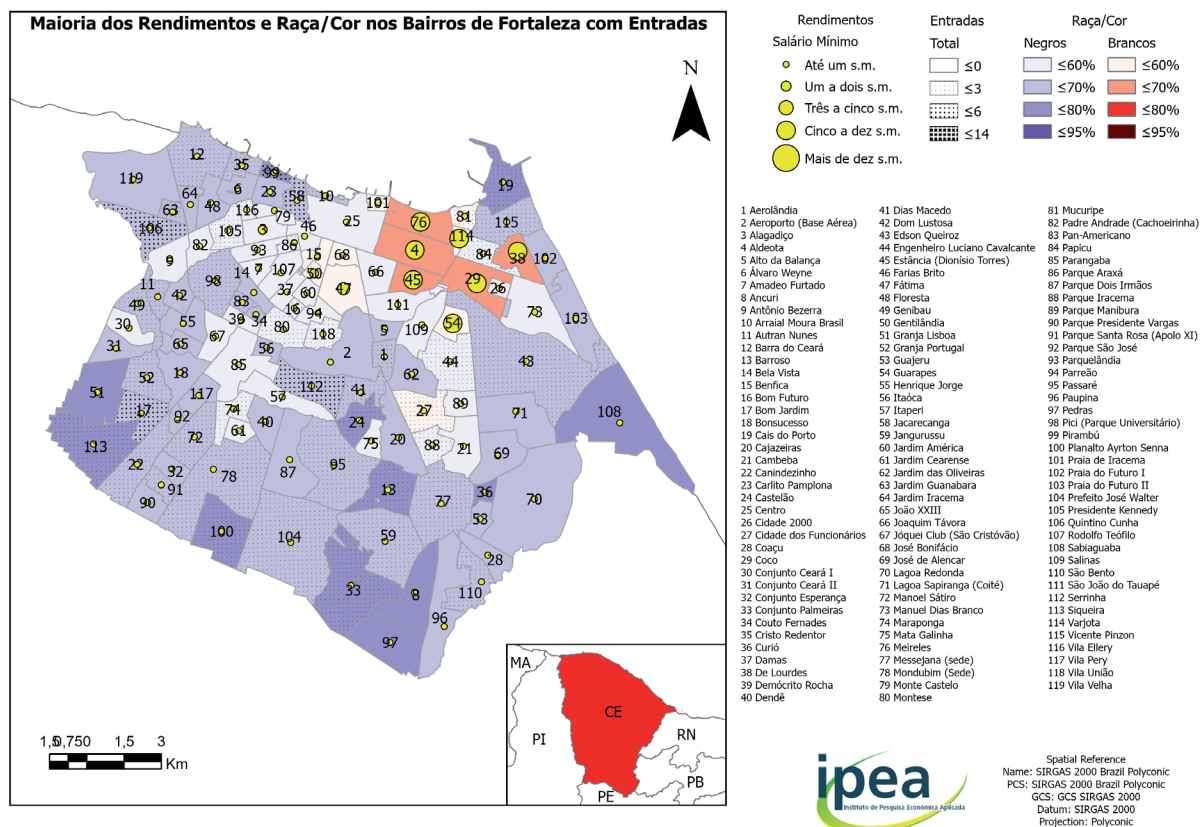 Maioria dos Rendimentos e Raça/Cor nos Bairros de Fortaleza com Entradas
N
1,5 0,75 0 1,5 3
Km
MA
CE
PI
RN
PB
PE
Rendimentos
Salário Mínimo
Até um s.m.
Um a dois s.m.
Três a cinco s.m.
Cinco a dez s.m.
Mais de dez s.m.
Entradas
Total
≤0
≤3
≤6
≤14
Raça/Cor
Negros
≤60%
≤70%
≤80%
≤95%
Brancos
≤60%
≤70%
≤80%
≤95%
1 Aerolândia
2 Aeroporto (Base Aérea)
3 Alagadiço
4 Aldeota
5 Alto da Balança
6 Álvaro Weyne
7 Amadeu Furtado
8 Ancuri
9 Antônio Bezerra
10 Arraial Moura Brasil
11 Autran Nunes
12 Barra do Ceará
13 Barroso
14 Bela Vista
15 Benfica
16 Bom Futuro
17 Bom Jardim
18 Bonsucesso
19 Cais do Porto
20 Cajazeiras
21 Cambeba
22 Canindezinho
23 Carlito Pamplona
24 Castelão
25 Centro
26 Cidade 2000
27 Cidade dos Funcionários
28 Coaçu
29 Coco
30 Conjunto Ceará I
31 Conjunto Ceará II
32 Conjunto Esperança
33 Conjunto Palmeiras
34 Couto Fernades
35 Cristo Redentor
36 Curió
37 Damas
38 De Lourdes
39 Demócrito Rocha
40 Dendê
41 Dias Macedo
42 Dom Lustosa
43 Edson Queiroz
44 Engenheiro Luciano Cavalcante
45 Estância (Dionísio Torres)
46 Farias Brito
47 Fátima
48 Floresta
49 Genibau
50 Gentilândia
51 Granja Lisboa
52 Granja Portugal
53 Guajeru
54 Guarapes
55 Henrique Jorge
56 Itaóca
57 Itaperi
58 Jacarecanga
59 Jangurussu
60 Jardim América
61 Jardim Cearense
62 Jardim das Oliveiras
63 Jardim Guanabara
64 Jardim Iracema
65 João XXIII
66 Joaquim Távora
67 Jóquei Club (São Cristóvão)
68 José Bonifácio
69 José de Alencar
70 Lagoa Redonda
71 Lagoa Sapiranga (Coité)
72 Manoel Sátiro
73 Manuel Dias Branco
74 Maraponga
75 Mata Galinha
76 Meireles
77 Messejana (sede)
78 Mondubim (Sede)
79 Monte Castelo
80 Montese
81 Mucuripe
82 Padre Andrade (Cachoeirinha)
83 Pan-Americano
84 Papicu
85 Parangaba
86 Parque Araxá
87 Parque Dois Irmãos
88 Parque Iracema
89 Parque Manibura
90 Parque Presidente Vargas
91 Parque Santa Rosa (Apolo XI)
92 Parque São José
93 Parquelândia
94 Parreão
95 Passaré
96 Paupina
97 Pedras
98 Pici (Parque Universitário)
99 Pirambú
100 Planalto Ayrton Senna
101 Praia de Iracema
102 Praia do Futuro I
103 Praia do Futuro II
104 Prefeito José Walter
105 Presidente Kennedy
106 Quintino Cunha
107 Rodolfo Teófilo
108 Sabiaguaba
109 Salinas
110 São Bento
111 São João do Tauapé
112 Serrinha
113 Siqueira
114 Varjota
115 Vicente Pinzon
116 Vila Ellery
117 Vila Pery
118 Vila União
119 Vila Velha
ipea
Instituto de Pesquisa Econômica Aplicada
Spatial Reference
Name: SIRGAS 2000 Brazil Polyconic
PCS: SIRGAS 2000 Brazil Polyconic
GCS: GCS SIRGAS 2000
Datum: SIRGAS 2000
Projection: Polyconic